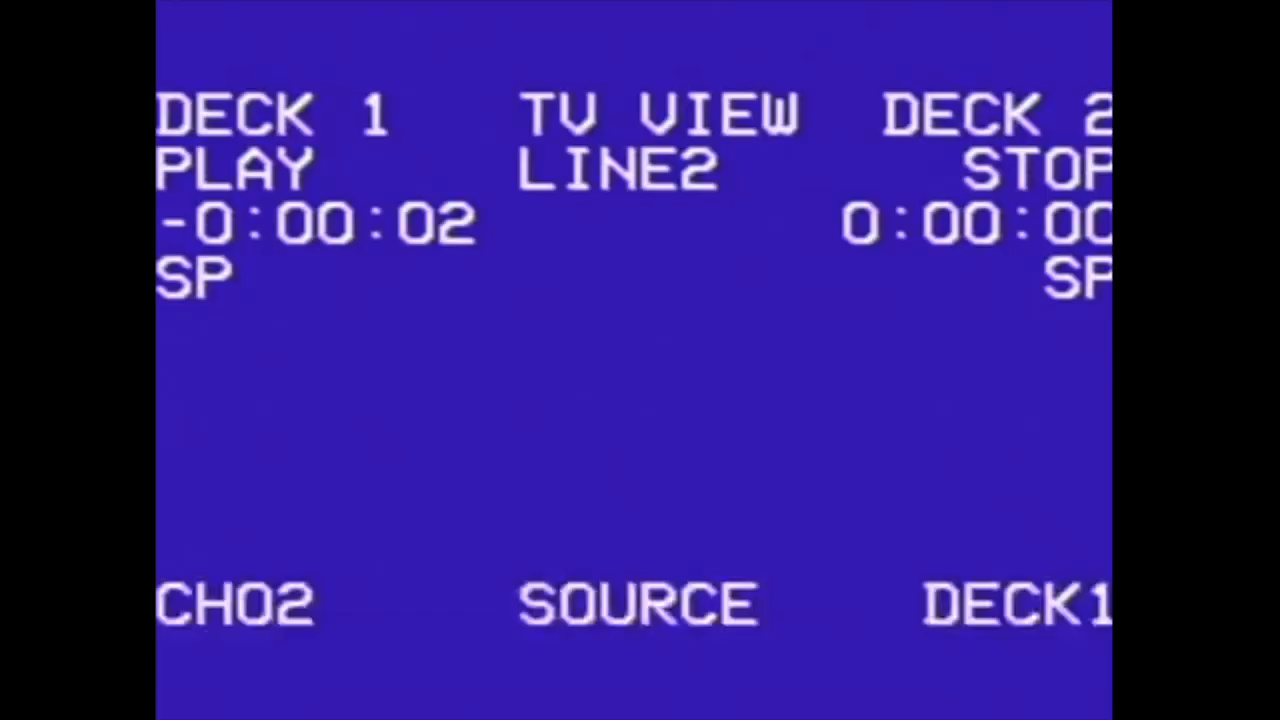 DECK 1 TV VIEW DECK 2
PLAY LINE2 STOP
-0:00:02 0:00:00
SP SP
CH02 SOURCE DECK1